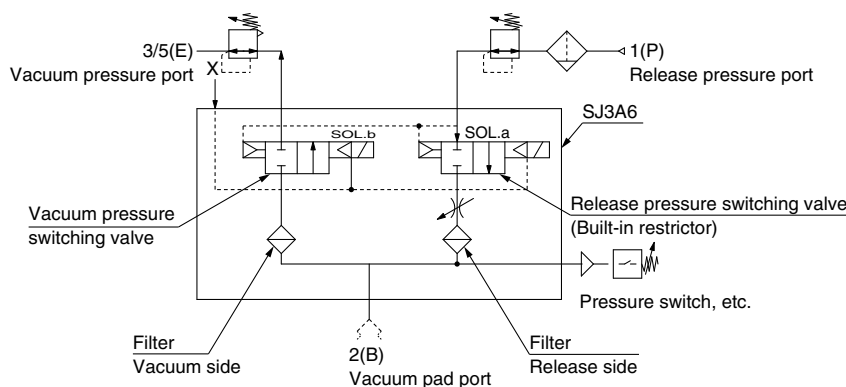 3/5(E)
Vacuum pressure port
X
1(P)
Release pressure port
SJ3A6
SOL.b
SOL.a
Vacuum pressure
switching valve
Release pressure switching valve
(Built-in restrictor)
Pressure switch, etc.
Filter
Vacuum side
2(B)
Vacuum pad port
Filter
Release side